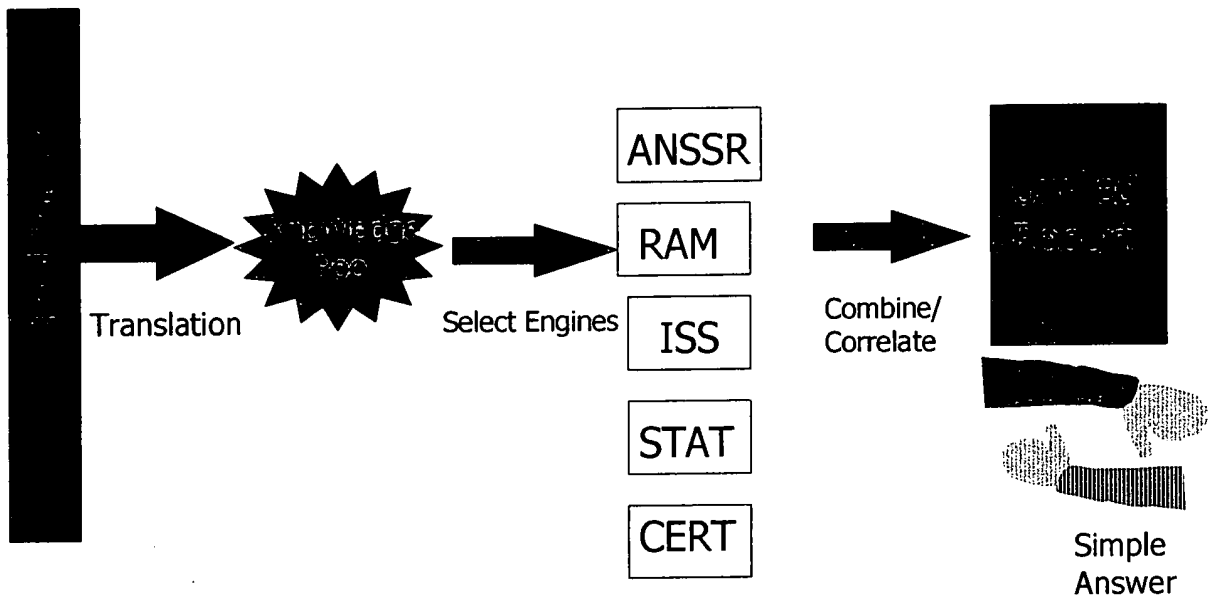 Translation
Select Engines
ANSSR
RAM
ISS
STAT
CERT
Combine/
Correlate
Simple
Answer